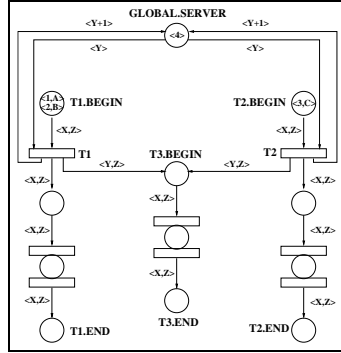 GLOBAL.SERVER
<Y+1> <4> <Y+1>
<Y> <Y>
<1,A> T1.BEGIN T2.BEGIN <3,C>
<2,B>
<X,Z> <X,Z>
T1 T3.BEGIN T2
<Y,Z> <Y,Z>
<X,Z> <X,Z>
<X,Z>
<X,Z> <X,Z>
<X,Z>
<X,Z> <X,Z>
T1.END T3.END T2.END